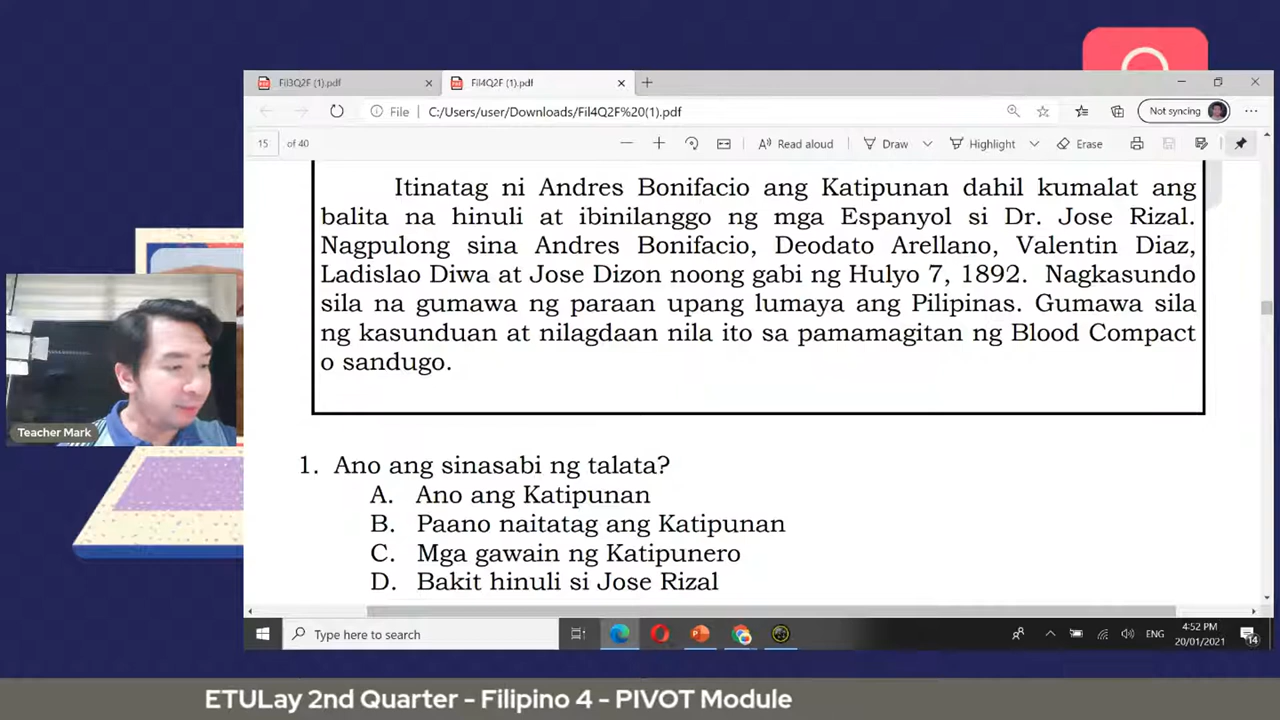 Fil3Q2F (1).pdf
Fil4Q2F (1).pdf
File
C:/Users/user/Downloads/Fil4Q2F%20(1).pdf
Not syncing
15 of 40
Read aloud
Draw
Highlight
Erase
Itinatag ni Andres Bonifacio ang Katipunan dahil kumalat ang
balita na hinuli at ibinilanggo ng mga Espanyol si Dr. Jose Rizal.
Nagpulong sina Andres Bonifacio, Deodato Arellano, Valentin Diaz,
Ladislao Diwa at Jose Dizon noong gabi ng Hulyo 7, 1892. Nagkasundo
sila na gumawa ng paraan upang lumaya ang Pilipinas. Gumawa sila
ng kasunduan at nilagdaan nila ito sa pamamagitan ng Blood Compact
o sandugo.
Teacher Mark
1. Ano ang sinasabi ng talata?
A. Ano ang Katipunan
B. Paano naitatag ang Katipunan
C. Mga gawain ng Katipunero
D. Bakit hinuli si Jose Rizal
Type here to search
ENG
4:52 PM
20/01/2021
14
ETULay 2nd Quarter - Filipino 4 - PIVOT Module